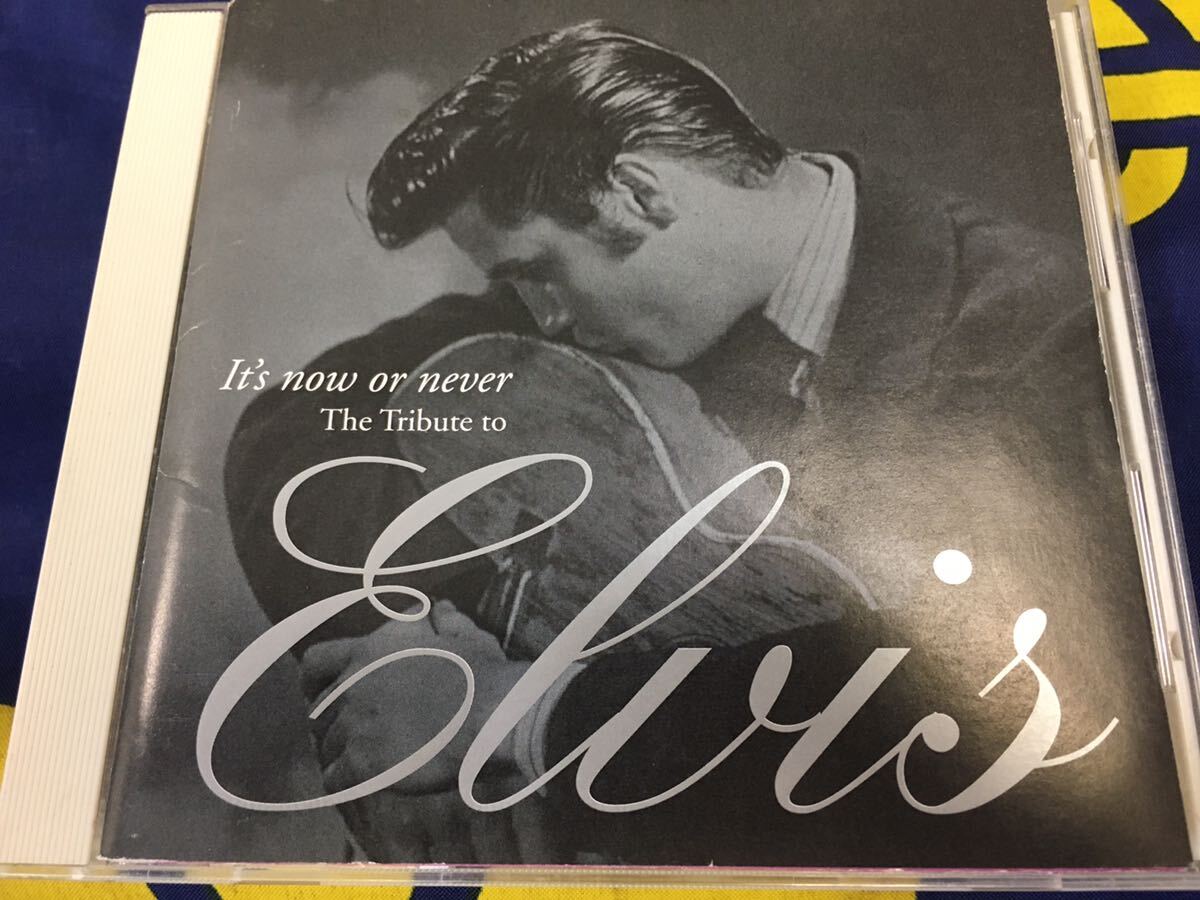 It's now or never
The Tribute to
Elvis